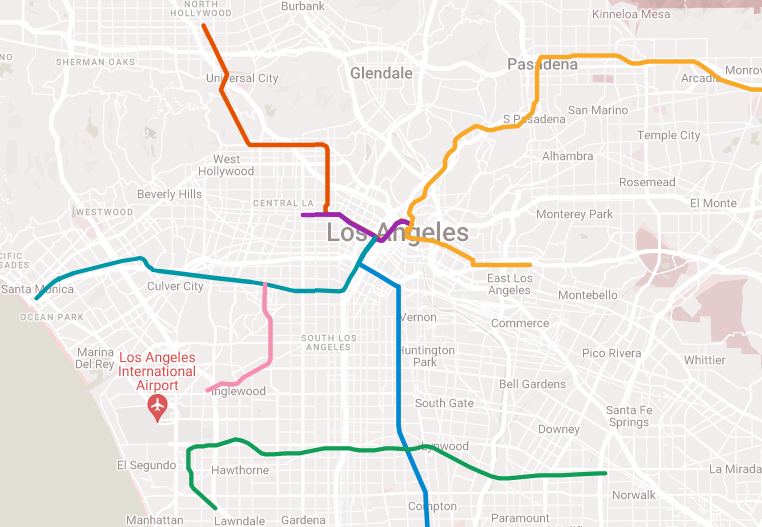 NORTH
HOLLYWOOD
Burbank
Kinneloa Mesa
NO
SHERMAN OAKS
Universal City
Glendale
Pasadena
Arcadia
Monrov
S Pasadena
San Marino
Temple City
West
Hollywood
Alhambra
Beverly Hills
CENTRAL LA
Rosemead
El Monte
WESTWOOD
Monterey Park
Los Angeles
CIFIC
SADES
Santa Monica
Culver City
East Los
Angeles
Montebello
OCEAN PARK
Vernon
Commerce
SOUTH LOS
ANGELES
Marina
Del Rey
Los Angeles
International
Airport
Huntington
Park
Pico Rivera
Whittier
Inglewood
Bell Gardens
South Gate
Santa Fe
Springs
Downey
Lynwood
El Segundo
Hawthorne
La Mirada
Norwalk
Compton
Manhattan
Lawndale
Gardena
Paramount